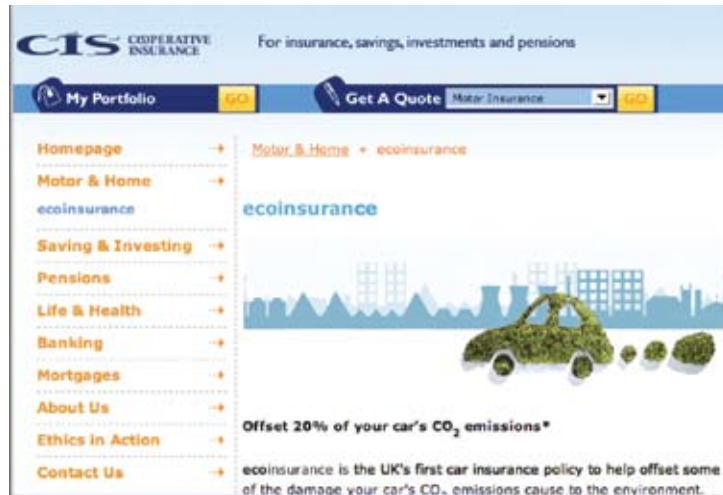 CIS COOPERATIVE
INSURANCE
For insurance, savings, investments and pensions
My Portfolio GO Get A Quote Motor Insurance GO
Homepage
Motor & Home
ecoinsurance
Saving & Investing
Pensions
Life & Health
Banking
Mortgages
About Us
Ethics in Action
Contact Us
Motor & Home ecoinsurance
ecoinsurance
Offset 20% of your car's CO₂ emissions*
ecoinsurance is the UK's first car insurance policy to help offset some
of the damage your car's CO₂ emissions cause to the environment.